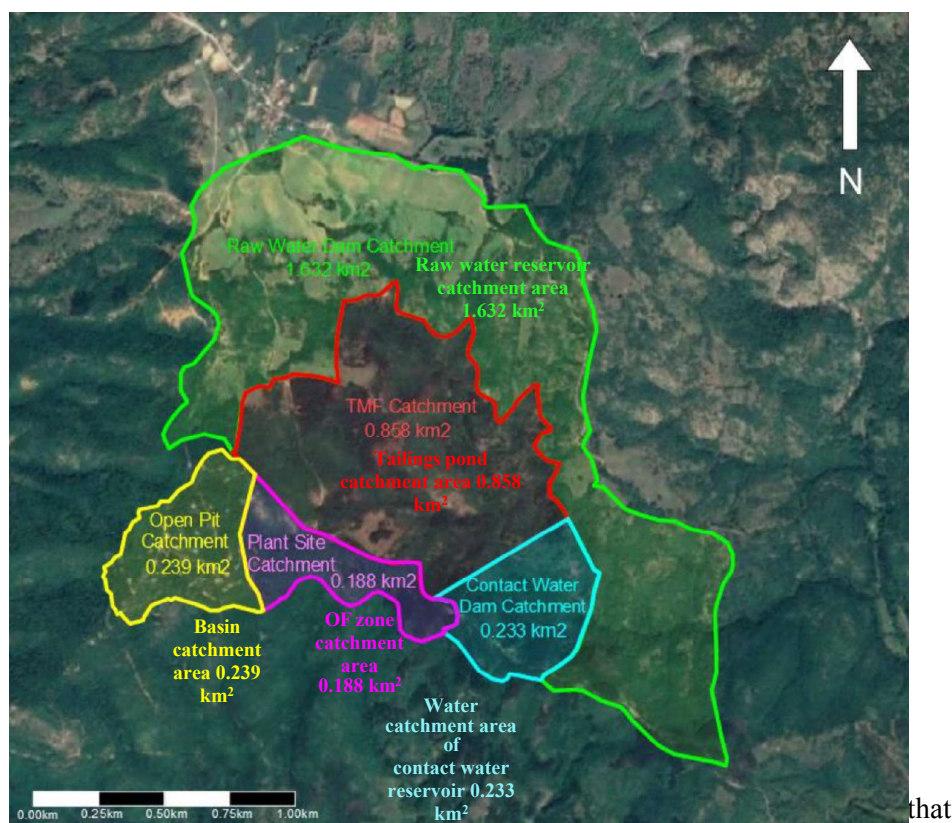 N
Raw Water Dam Catchment
1.632 km2
Raw water reservoir
catchment area
1.632 km²
TMF Catchment
0.858 km2
Tailings pond
catchment area 0.858
km²
Open Pit
Catchment
0.239 km2
Plant Site
Catchment
0.188 km2
Contact Water
Dam Catchment
0.233 km2
Basin
catchment
area 0.239
km²
OF zone
catchment
area
0.188 km²
Water
catchment area
of
contact water
reservoir 0.233
km²
0.00km 0.25km 0.50km 0.75km 1.00km
that